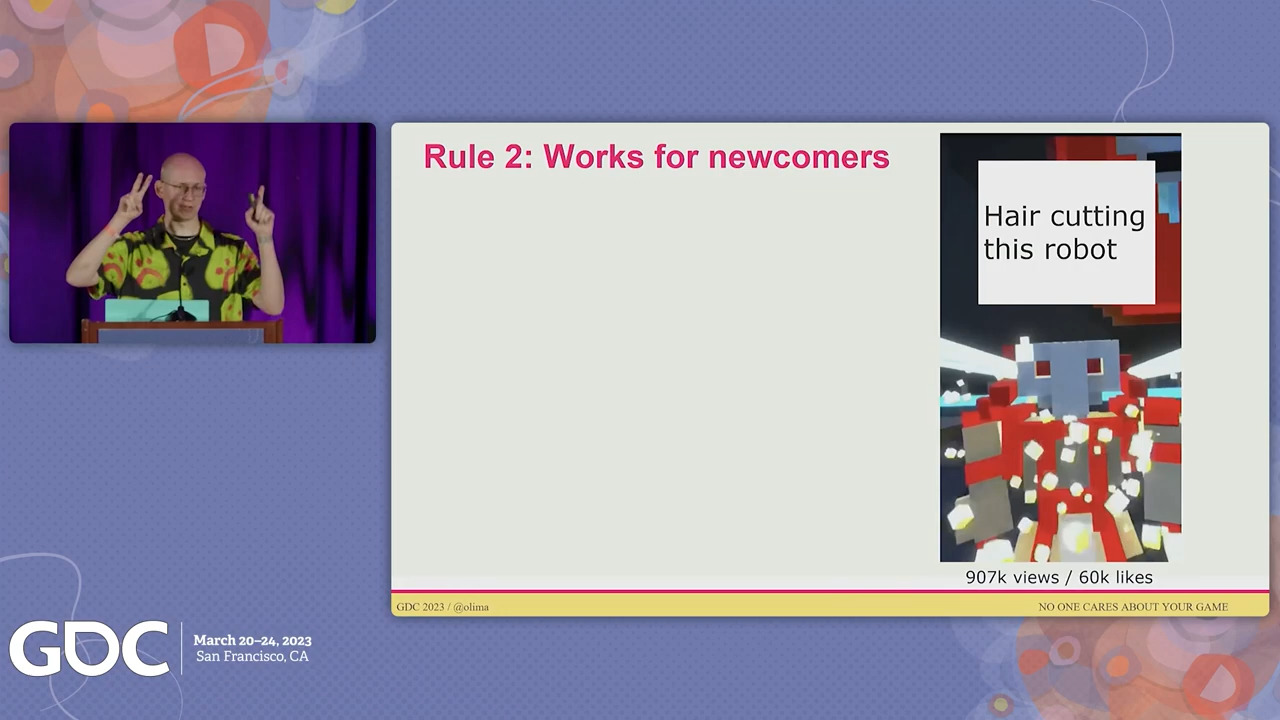 Rule 2: Works for newcomers
Hair cutting
this robot
907k views / 60k likes
GDC 2023 / @olima
NO ONE CARES ABOUT YOUR GAME
GDC
March 20–24, 2023
San Francisco, CA